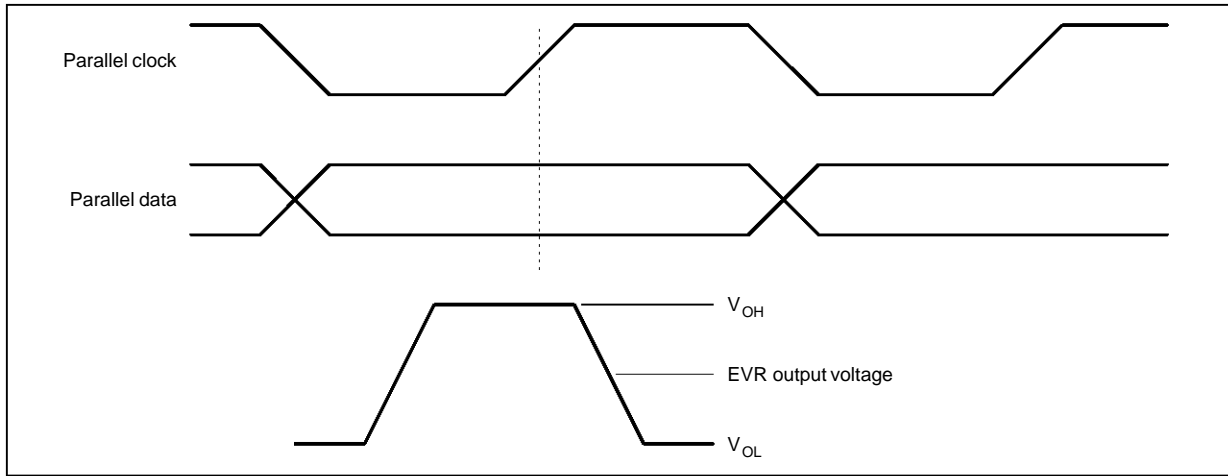 Parallel clock
Parallel data
VOH
EVR output voltage
VOL